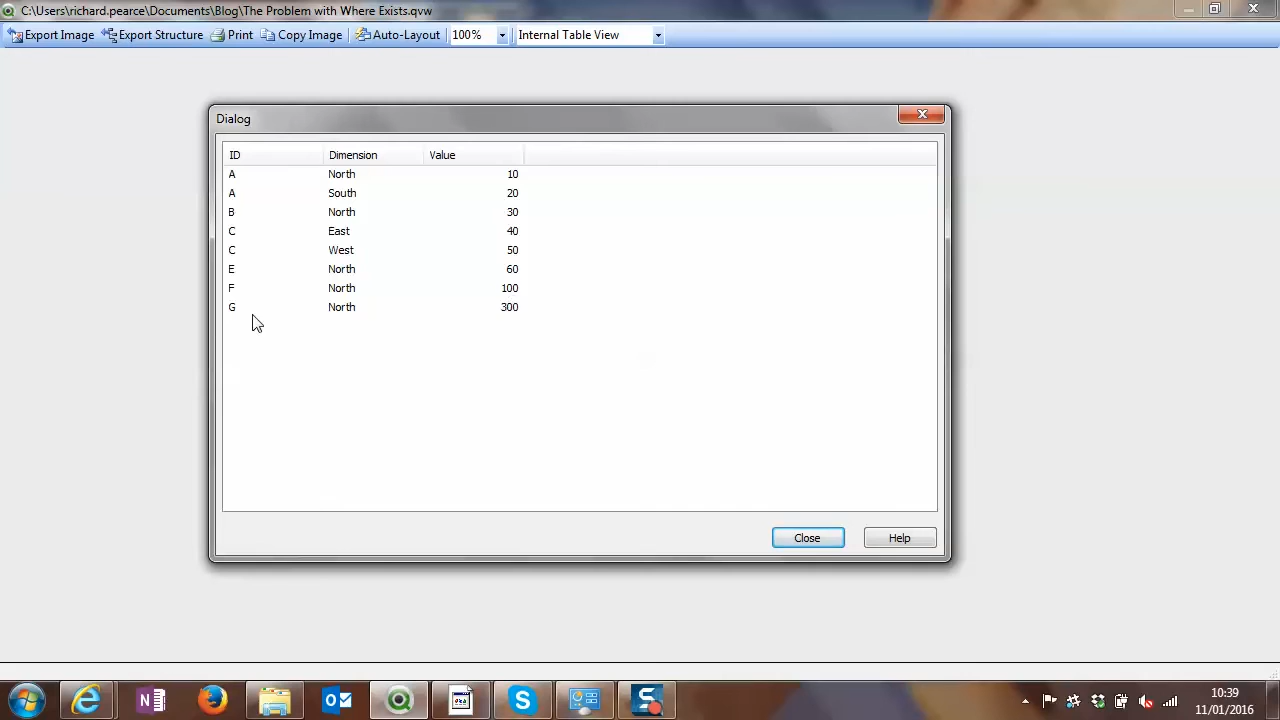 C:\Users\richard.pearce\Documents\Blog\The Problem with Where Exists.qvw
Export Image Export Structure Print Copy Image Auto-Layout 100% Internal Table View
Dialog
ID Dimension Value
A North 10
A South 20
B North 30
C East 40
C West 50
E North 60
F North 100
G North 300
Close Help
10:39
11/01/2016